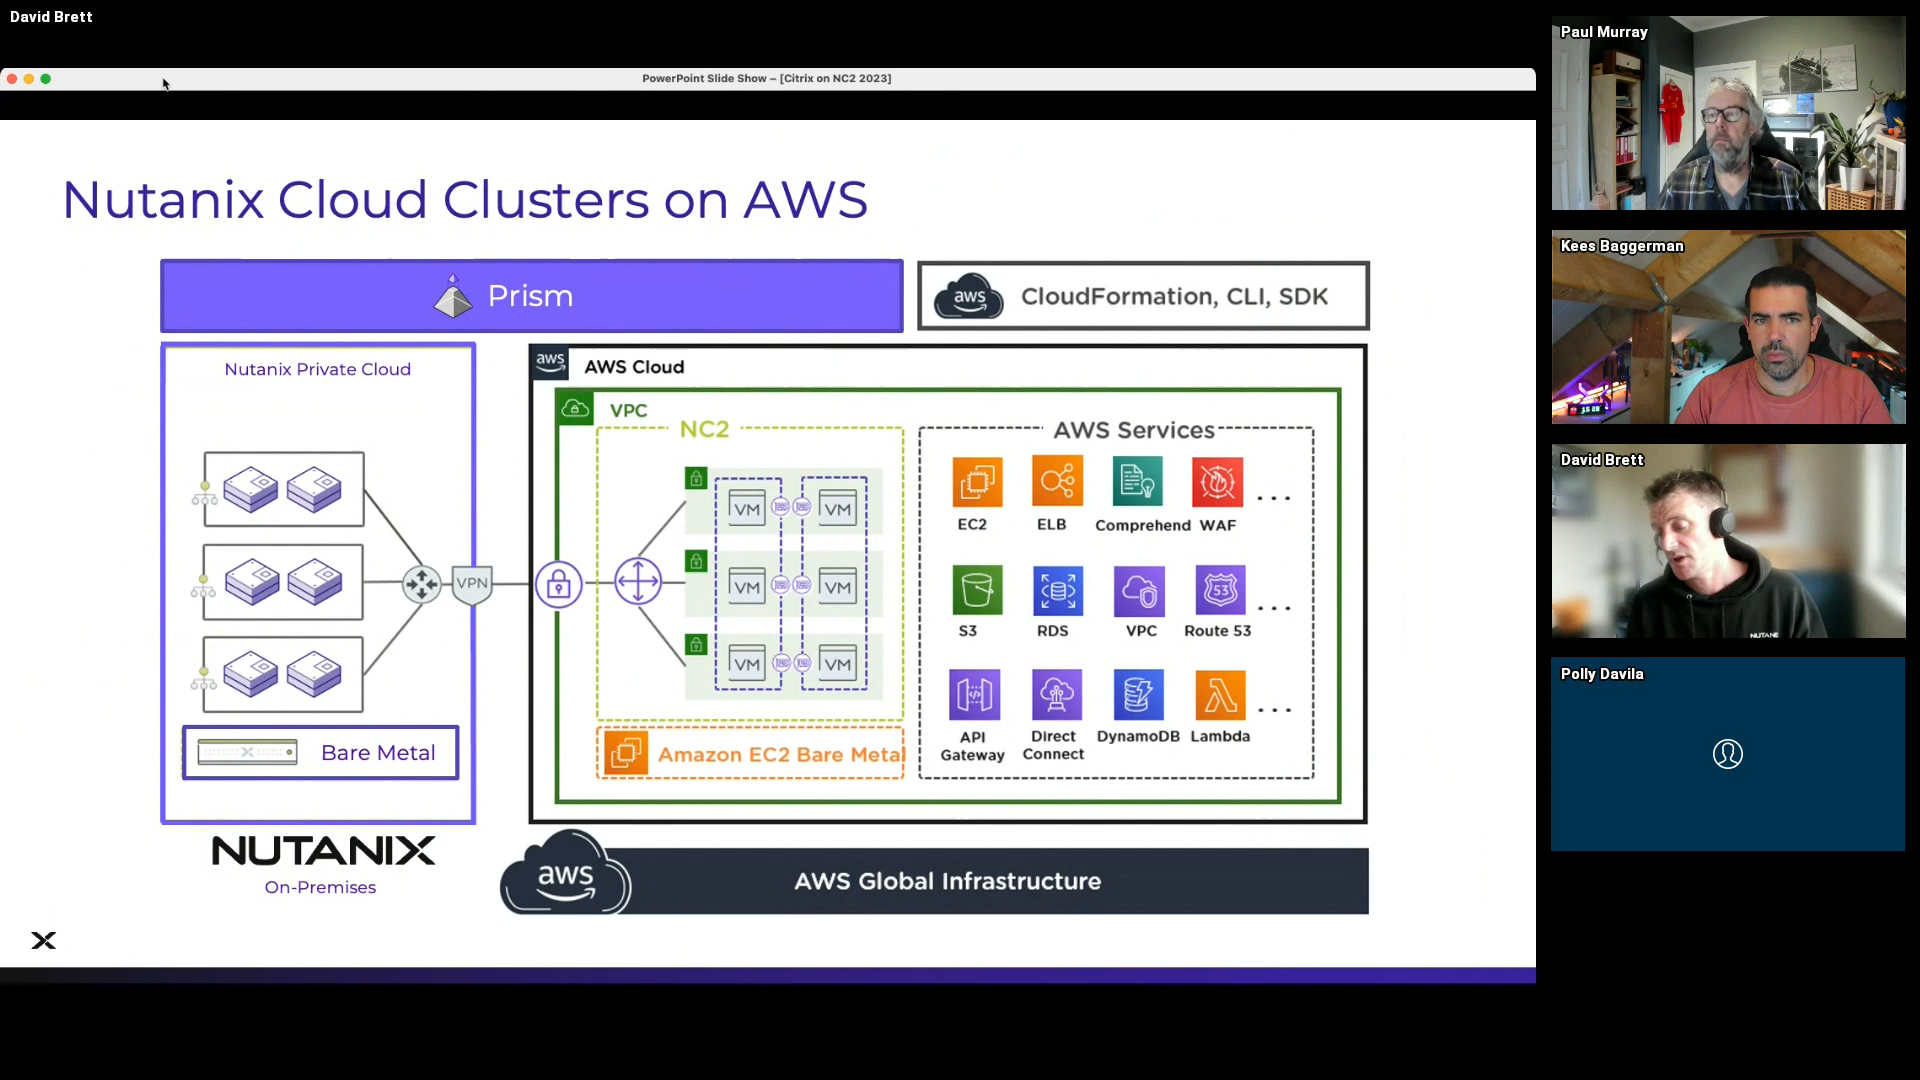 David Brett
PowerPoint Slide Show – [Citrix on NC2 2023]
Nutanix Cloud Clusters on AWS
Prism
aws
CloudFormation, CLI, SDK
Nutanix Private Cloud
VPN
Bare Metal
NUTANIX
On-Premises
aws
AWS Cloud
VPC
NC2
VM VM
VM VM
VM VM
Amazon EC2 Bare Metal
AWS Services
EC2 ELB Comprehend WAF ...
53
S3 RDS VPC Route 53 ...
API Gateway
Direct Connect
DynamoDB Lambda ...
aws
AWS Global Infrastructure
X
Paul Murray
Kees Baggerman
David Brett
NUTANI
Polly Davila